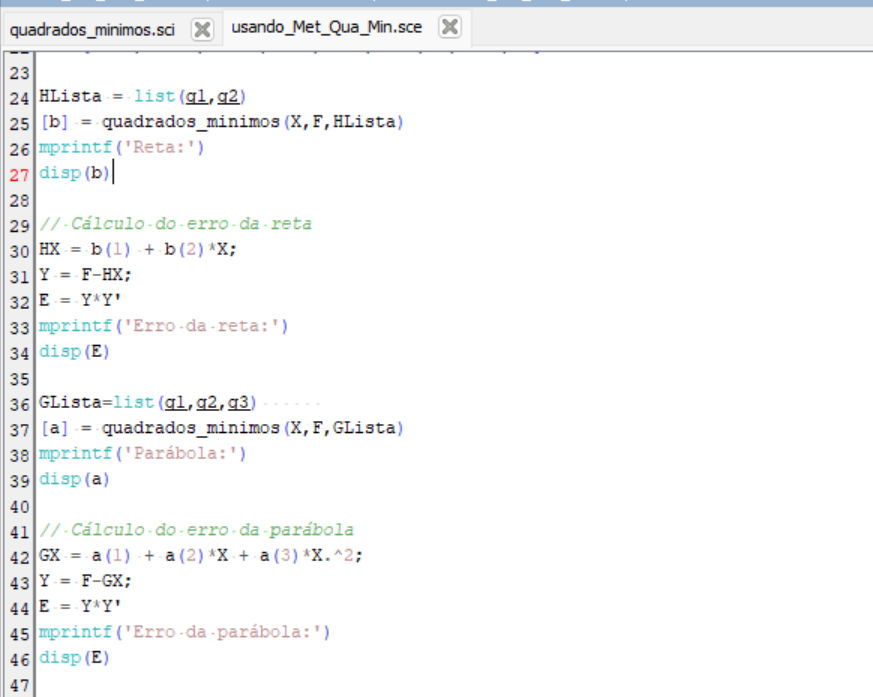 quadrados_minimos.sci
usando_Met_Qua_Min.sce
23
24 HLista = list(g1,g2)
25 [b] = quadrados_minimos(X,F,HLista)
26 mprintf('Reta:')
27 disp(b)
28
29 // Cálculo do erro da reta
30 HX = b(1) + b(2)*X;
31 Y = F-HX;
32 E = Y*Y'
33 mprintf('Erro da reta:')
34 disp(E)
35
36 GLista=list(g1,g2,g3)
37 [a] = quadrados_minimos(X,F,GLista)
38 mprintf('Parábola:')
39 disp(a)
40
41 // Cálculo do erro da parábola
42 GX = a(1) + a(2)*X + a(3)*X.^2;
43 Y = F-GX;
44 E = Y*Y'
45 mprintf('Erro da parábola:')
46 disp(E)
47